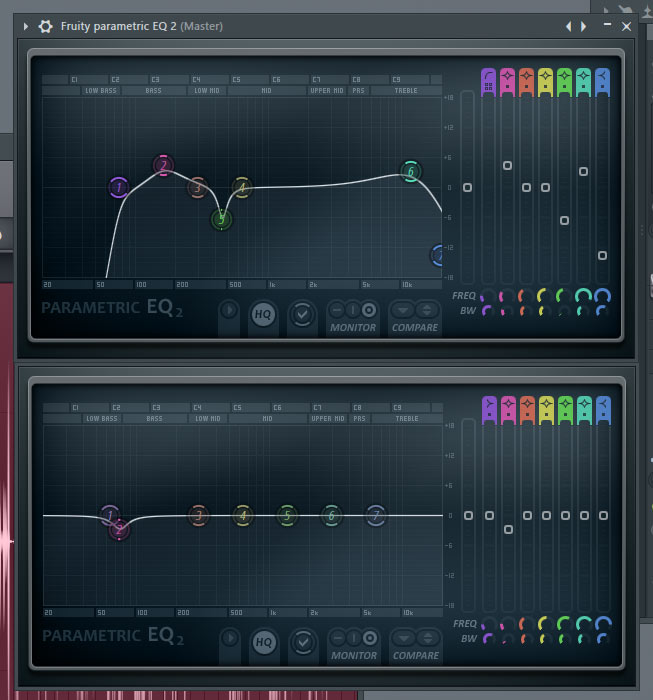 Fruity parametric EQ 2 (Master)
C1 C2 C3 C4 C5 C6 C7 C8 C9
LOW BASS BASS LOW MID MID UPPER MID PRS TREBLE
+18
+12
+6
0
-6
-12
-18
1 2 3 4 5 6 7
20 50 100 200 500 1k 2k 5k 10k
FREQ
BW
PARAMETRIC EQ 2
HQ
MONITOR COMPARE
C1 C2 C3 C4 C5 C6 C7 C8 C9
LOW BASS BASS LOW MID MID UPPER MID PRS TREBLE
+18
+12
+6
0
-6
-12
-18
1 2 3 4 5 6 7
20 50 100 200 500 1k 2k 5k 10k
FREQ
BW
PARAMETRIC EQ 2
HQ
MONITOR COMPARE